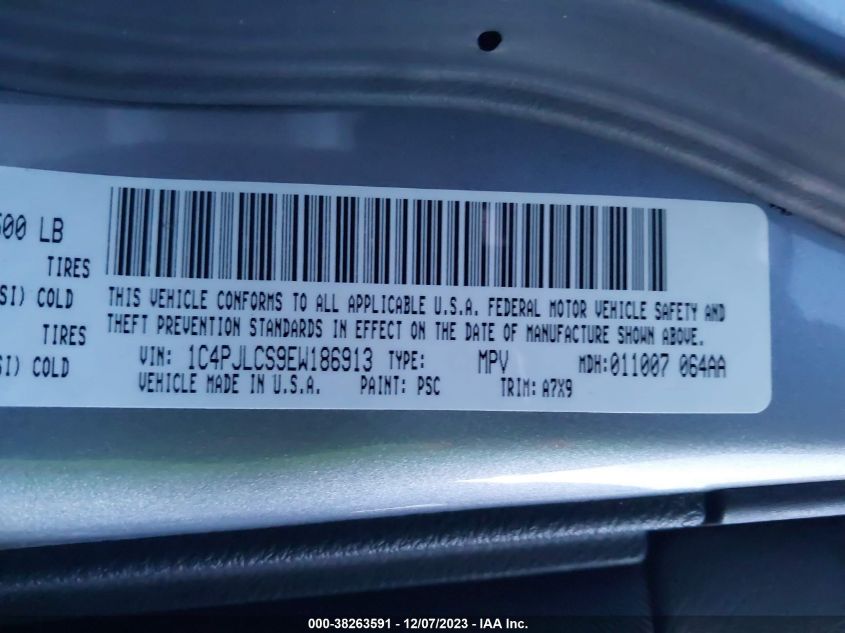 500 LB
TIRES
SI) COLD
TIRES
SI) COLD
THIS VEHICLE CONFORMS TO ALL APPLICABLE U.S.A. FEDERAL MOTOR VEHICLE SAFETY AND
THEFT PREVENTION STANDARDS IN EFFECT ON THE DATE OF MANUFACTURE SHOWN ABOVE.
VIN: 1C4PJLCS9EW186913 TYPE: MPV MDH:011007 064AA
VEHICLE MADE IN U.S.A. PAINT: PSC TRIM: A7X9
000-38263591 - 12/07/2023 - IAA Inc.